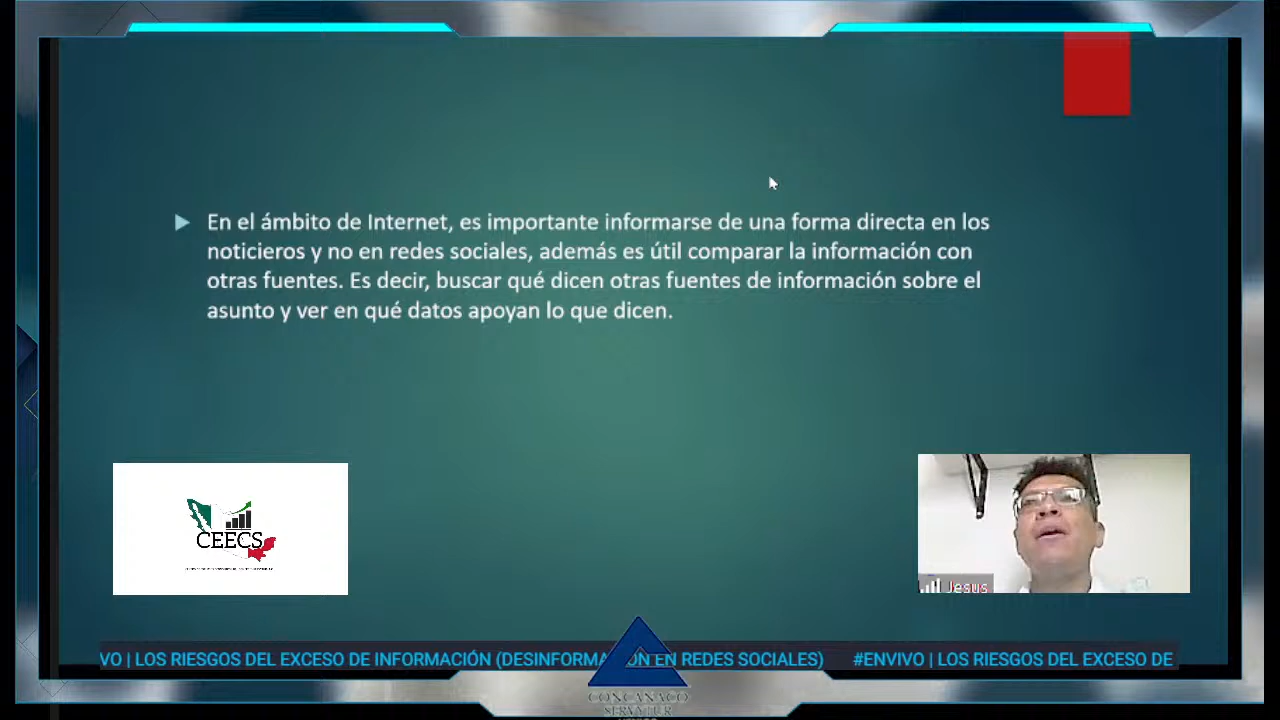 En el ámbito de Internet, es importante informarse de una forma directa en los
noticieros y no en redes sociales, además es útil comparar la información con
otras fuentes. Es decir, buscar qué dicen otras fuentes de información sobre el
asunto y ver en qué datos apoyan lo que dicen.
CEECS
Jesus
VO | LOS RIESGOS DEL EXCESO DE INFORMACIÓN (DESINFORMA ÓN EN REDES SOCIALES) #ENVIVO | LOS RIESGOS DEL EXCESO DE
CONCANACO
SERVYTUR